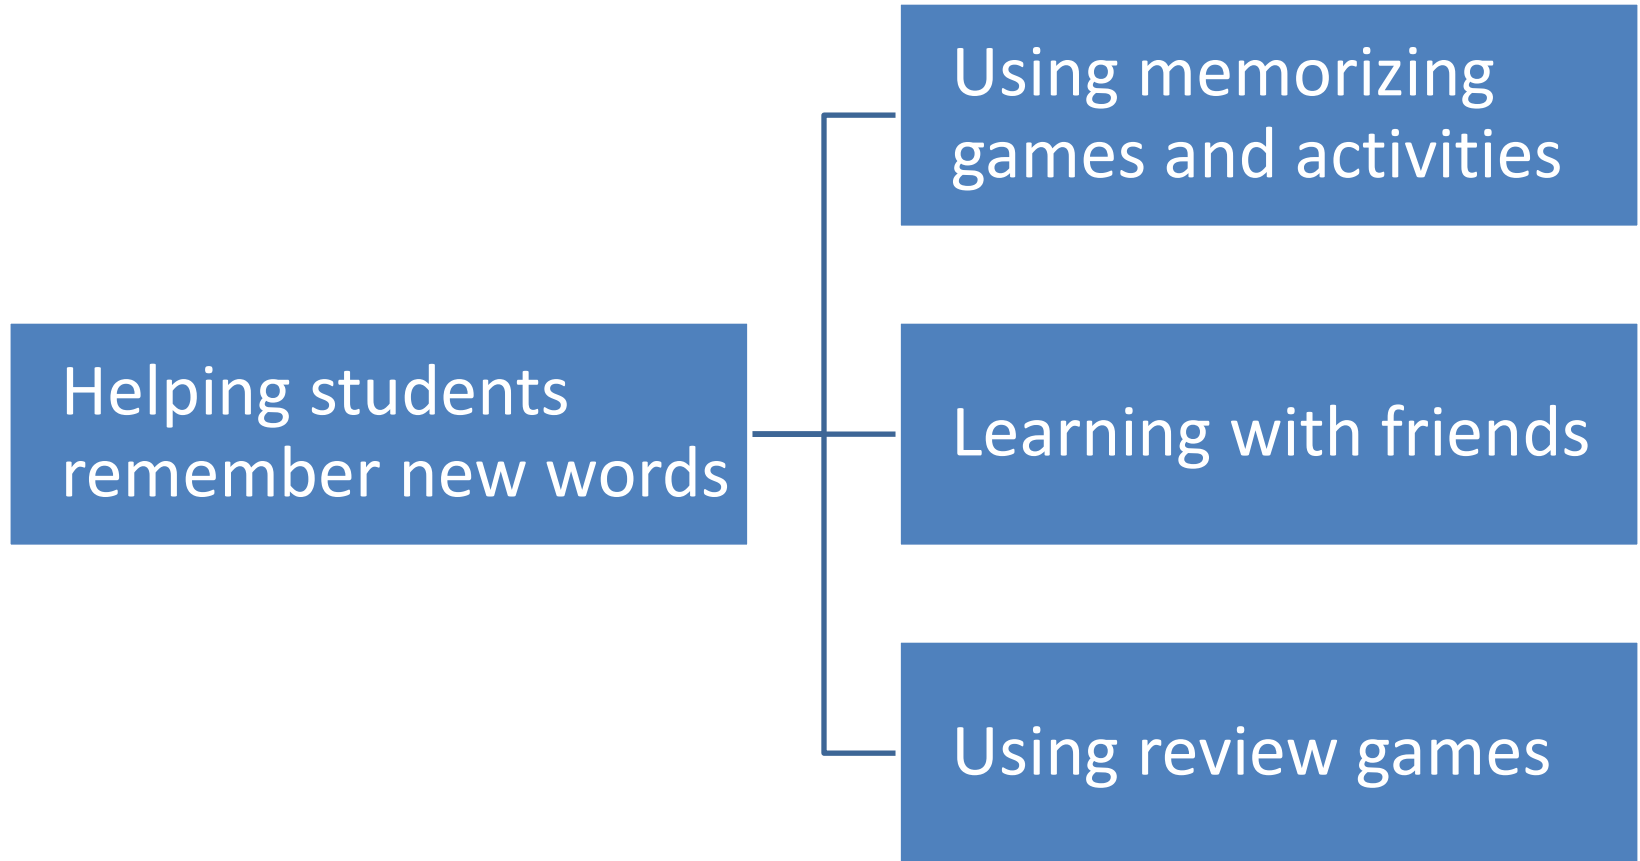 Helping students
remember new words
Using memorizing
games and activities
Learning with friends
Using review games